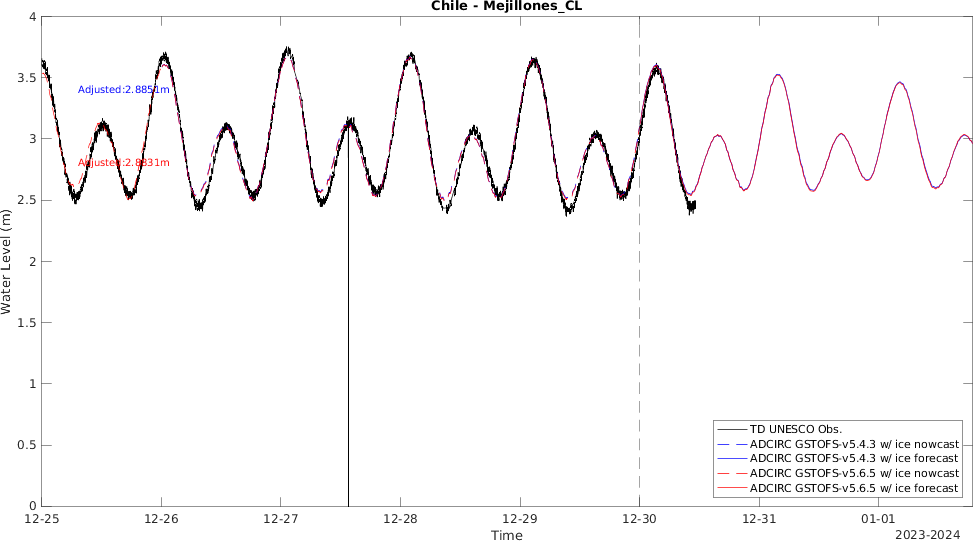 Chile - Mejillones_CL
4
3.5
3
2.5
2
1.5
1
0.5
0
Water Level (m)
Adjusted:2.8851m
Adjusted:2.8831m
TD UNESCO Obs.
ADCIRC GSTOFS-v5.4.3 w/ ice nowcast
ADCIRC GSTOFS-v5.4.3 w/ ice forecast
ADCIRC GSTOFS-v5.6.5 w/ ice nowcast
ADCIRC GSTOFS-v5.6.5 w/ ice forecast
12-25 12-26 12-27 12-28 12-29 12-30 12-31 01-01
Time
2023-2024